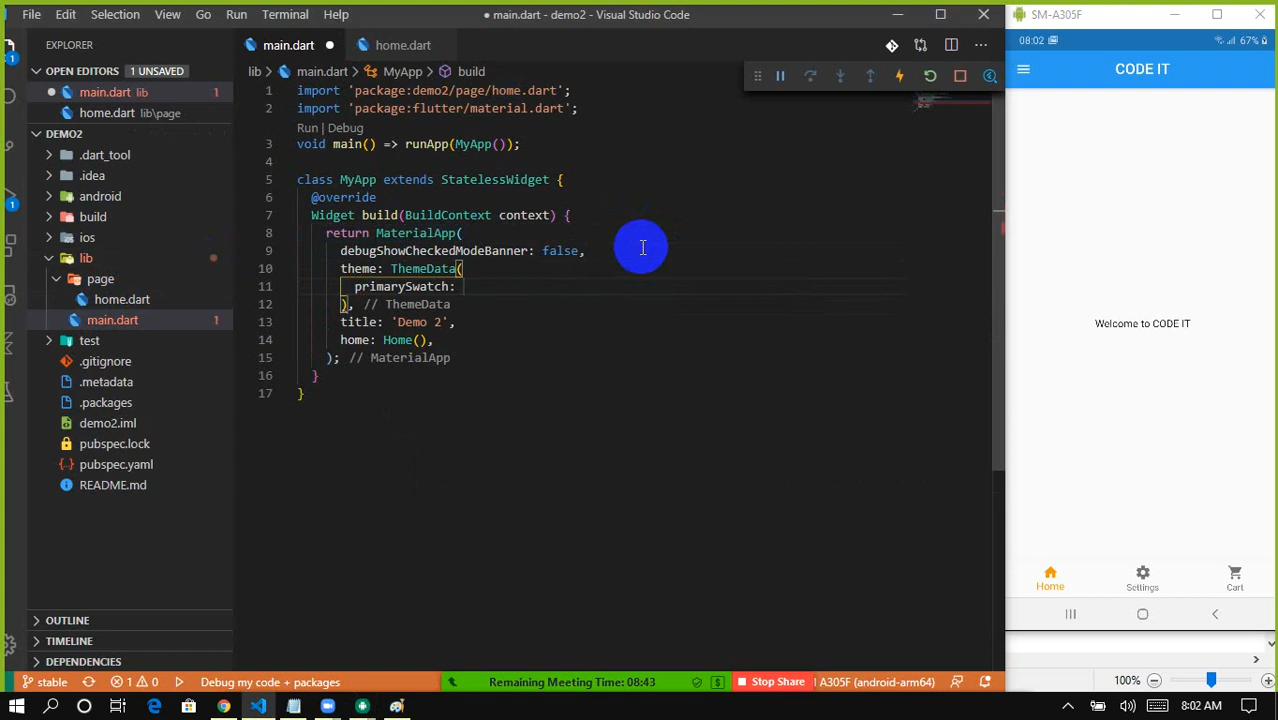 File Edit Selection View Go Run Terminal Help
● main.dart - demo2 - Visual Studio Code
SM-A305F
EXPLORER
OPEN EDITORS 1 UNSAVED
main.dart lib 1
home.dart lib\page
DEMO2
.dart_tool
.idea
android
build
ios
lib
page
home.dart
main.dart 1
test
.gitignore
.metadata
.packages
demo2.iml
pubspec.lock
pubspec.yaml
README.md
OUTLINE
TIMELINE
DEPENDENCIES
1
1
main.dart ● home.dart
lib > main.dart > MyApp > build
1 import 'package:demo2/page/home.dart';
2 import 'package:flutter/material.dart';
Run | Debug
3 void main() => runApp(MyApp());
4
5 class MyApp extends StatelessWidget {
6 @override
7 Widget build(BuildContext context) {
8 return MaterialApp(
9 debugShowCheckedModeBanner: false,
10 theme: ThemeData(
11 primarySwatch:
12 ), // ThemeData
13 title: 'Demo 2',
14 home: Home(),
15 ); // MaterialApp
16 }
17 }
08:02 67%
CODE IT
Welcome to CODE IT
Home Settings Cart
100%
stable 1 0 Debug my code + packages
Remaining Meeting Time: 08:43
$ Stop Share
A305F (android-arm64)
8:02 AM